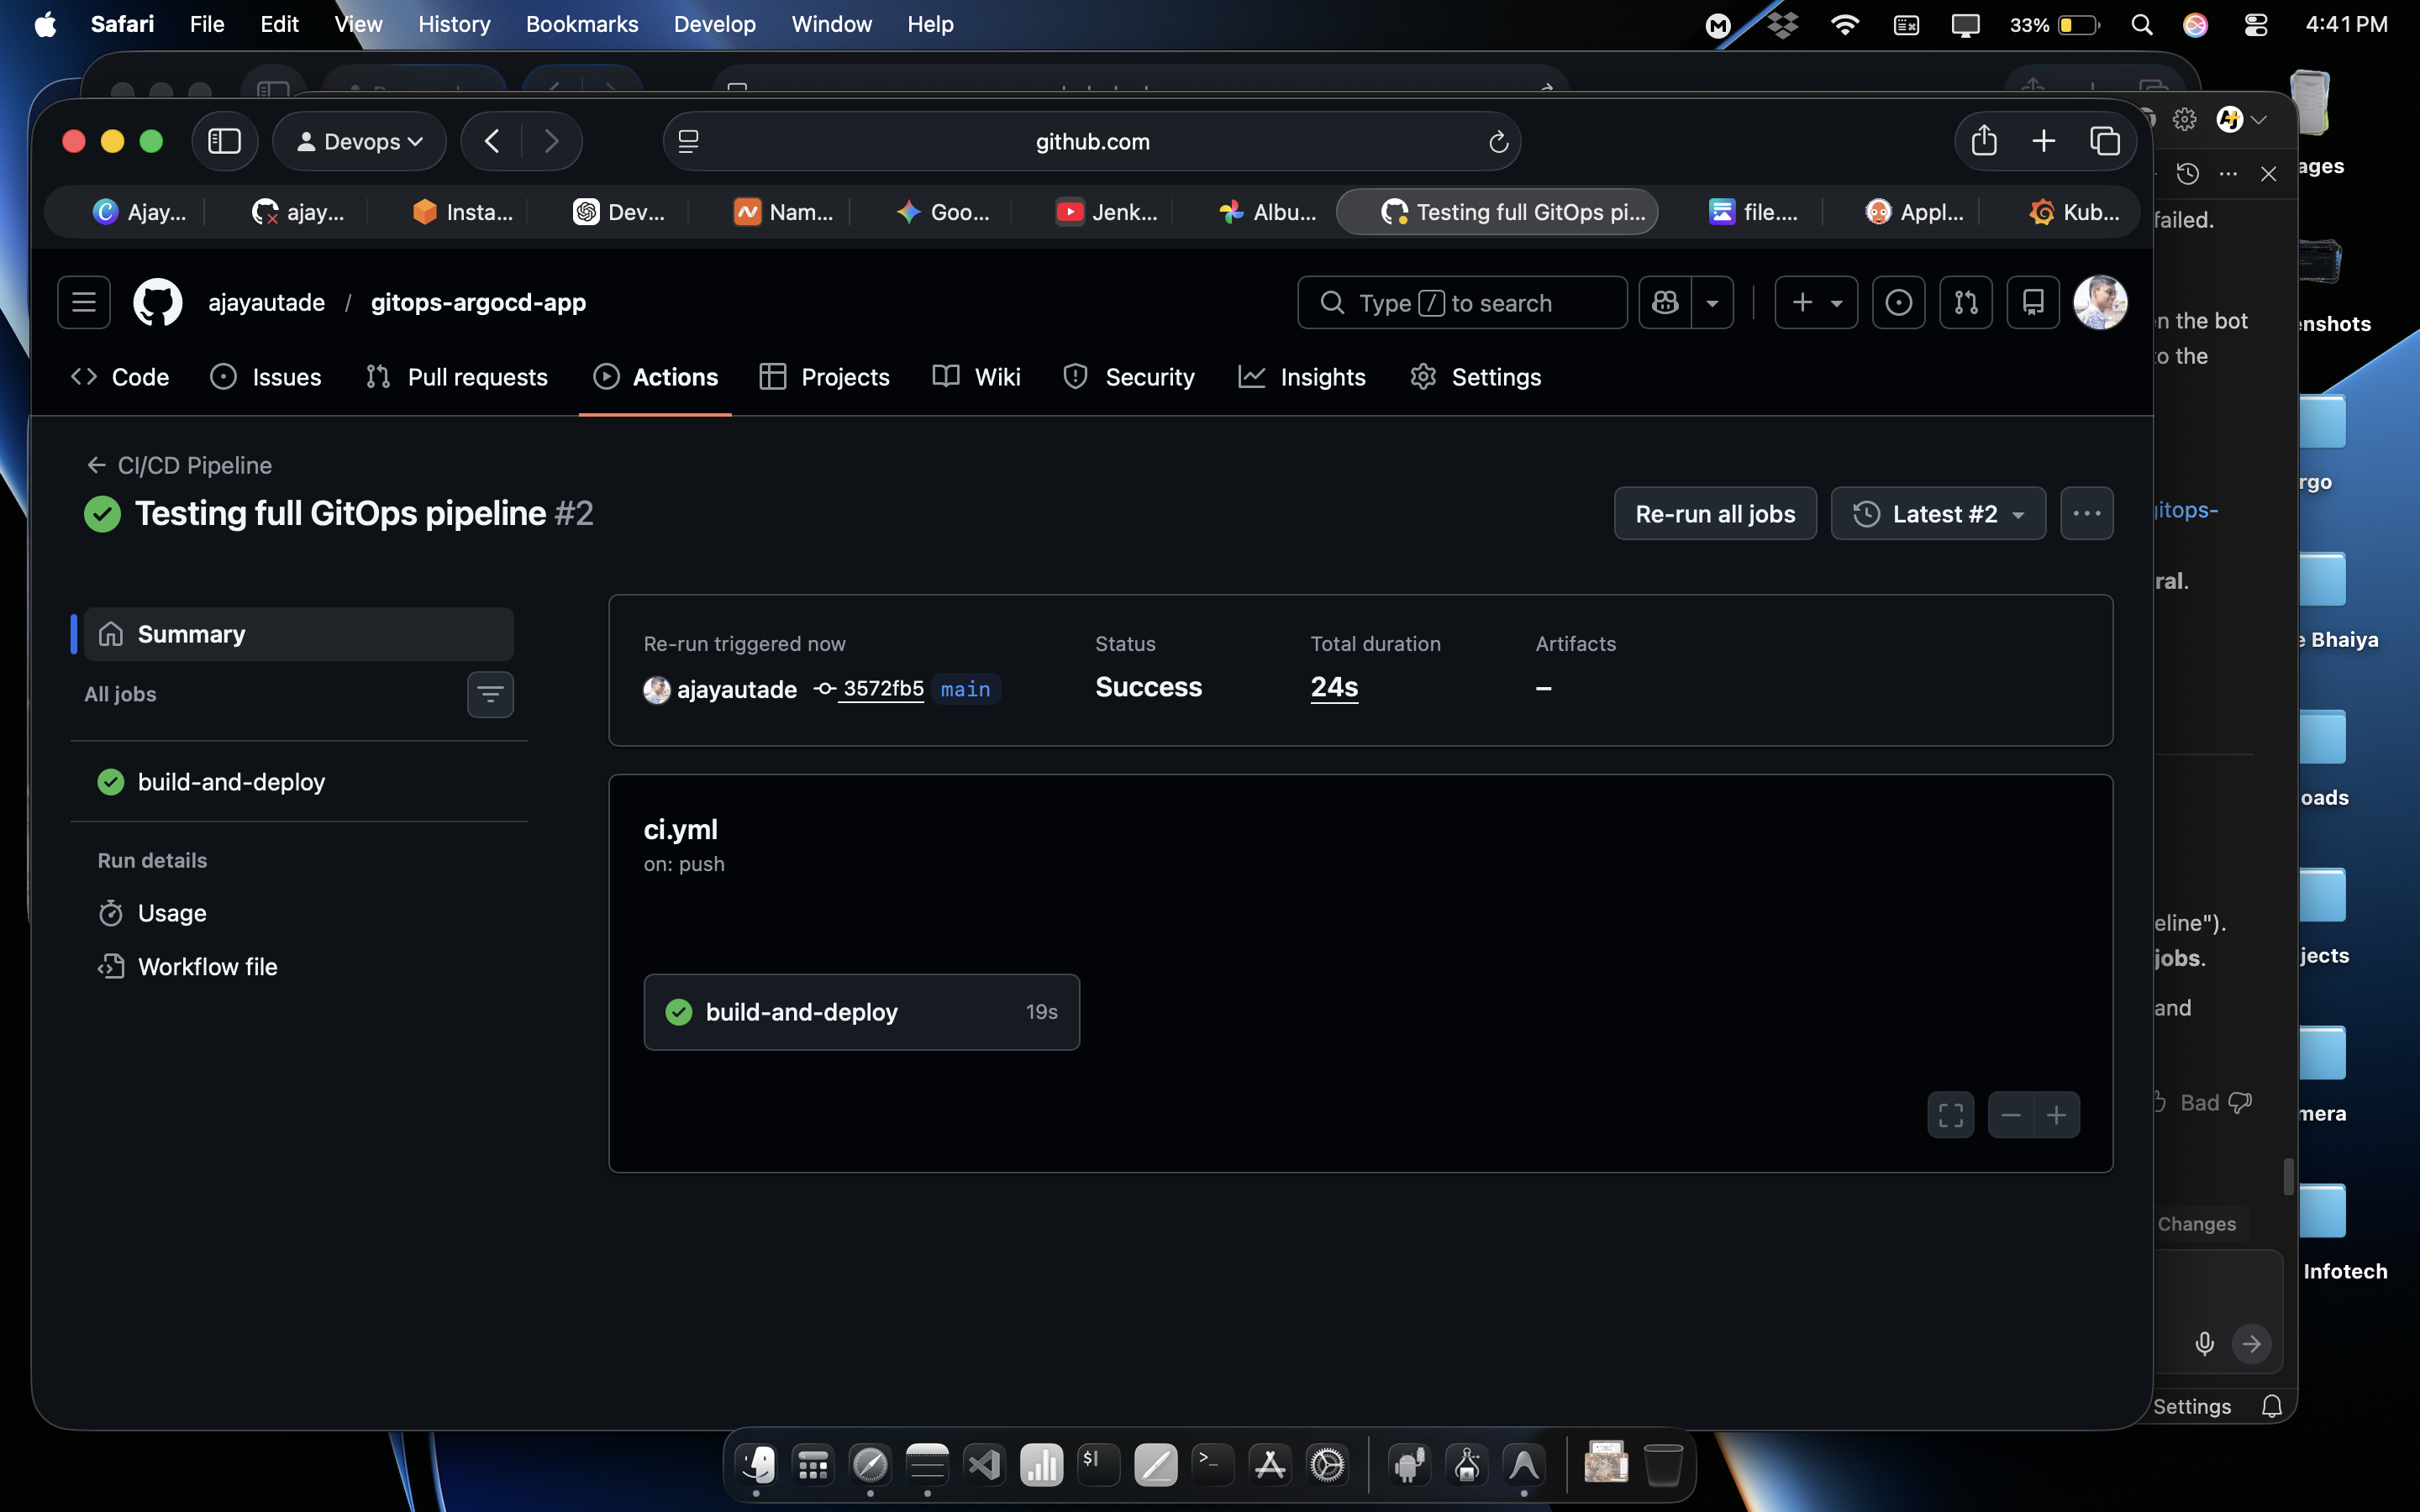 Safari File Edit View History Bookmarks Develop Window Help 33% 4:41 PM
Devops github.com
Ajay... ajay... Insta... Dev... Nam... Goo... Jenk... Albu... Testing full GitOps pi... file.... Appl... Kub...
ajayautade / gitops-argocd-app Type / to search
Code Issues Pull requests Actions Projects Wiki Security Insights Settings
← CI/CD Pipeline
Testing full GitOps pipeline #2
Re-run all jobs Latest #2
Summary
All jobs
build-and-deploy
Run details
Usage
Workflow file
Re-run triggered now Status Total duration Artifacts
ajayautade 3572fb5 main Success 24s –
ci.yml
on: push
build-and-deploy 19s
failed.
n the bot
to the
gitops-
ral.
eline").
jobs.
and
Bad
Changes
Settings
ages
enshots
rgo
e Bhaiya
oads
jects
mera
Infotech